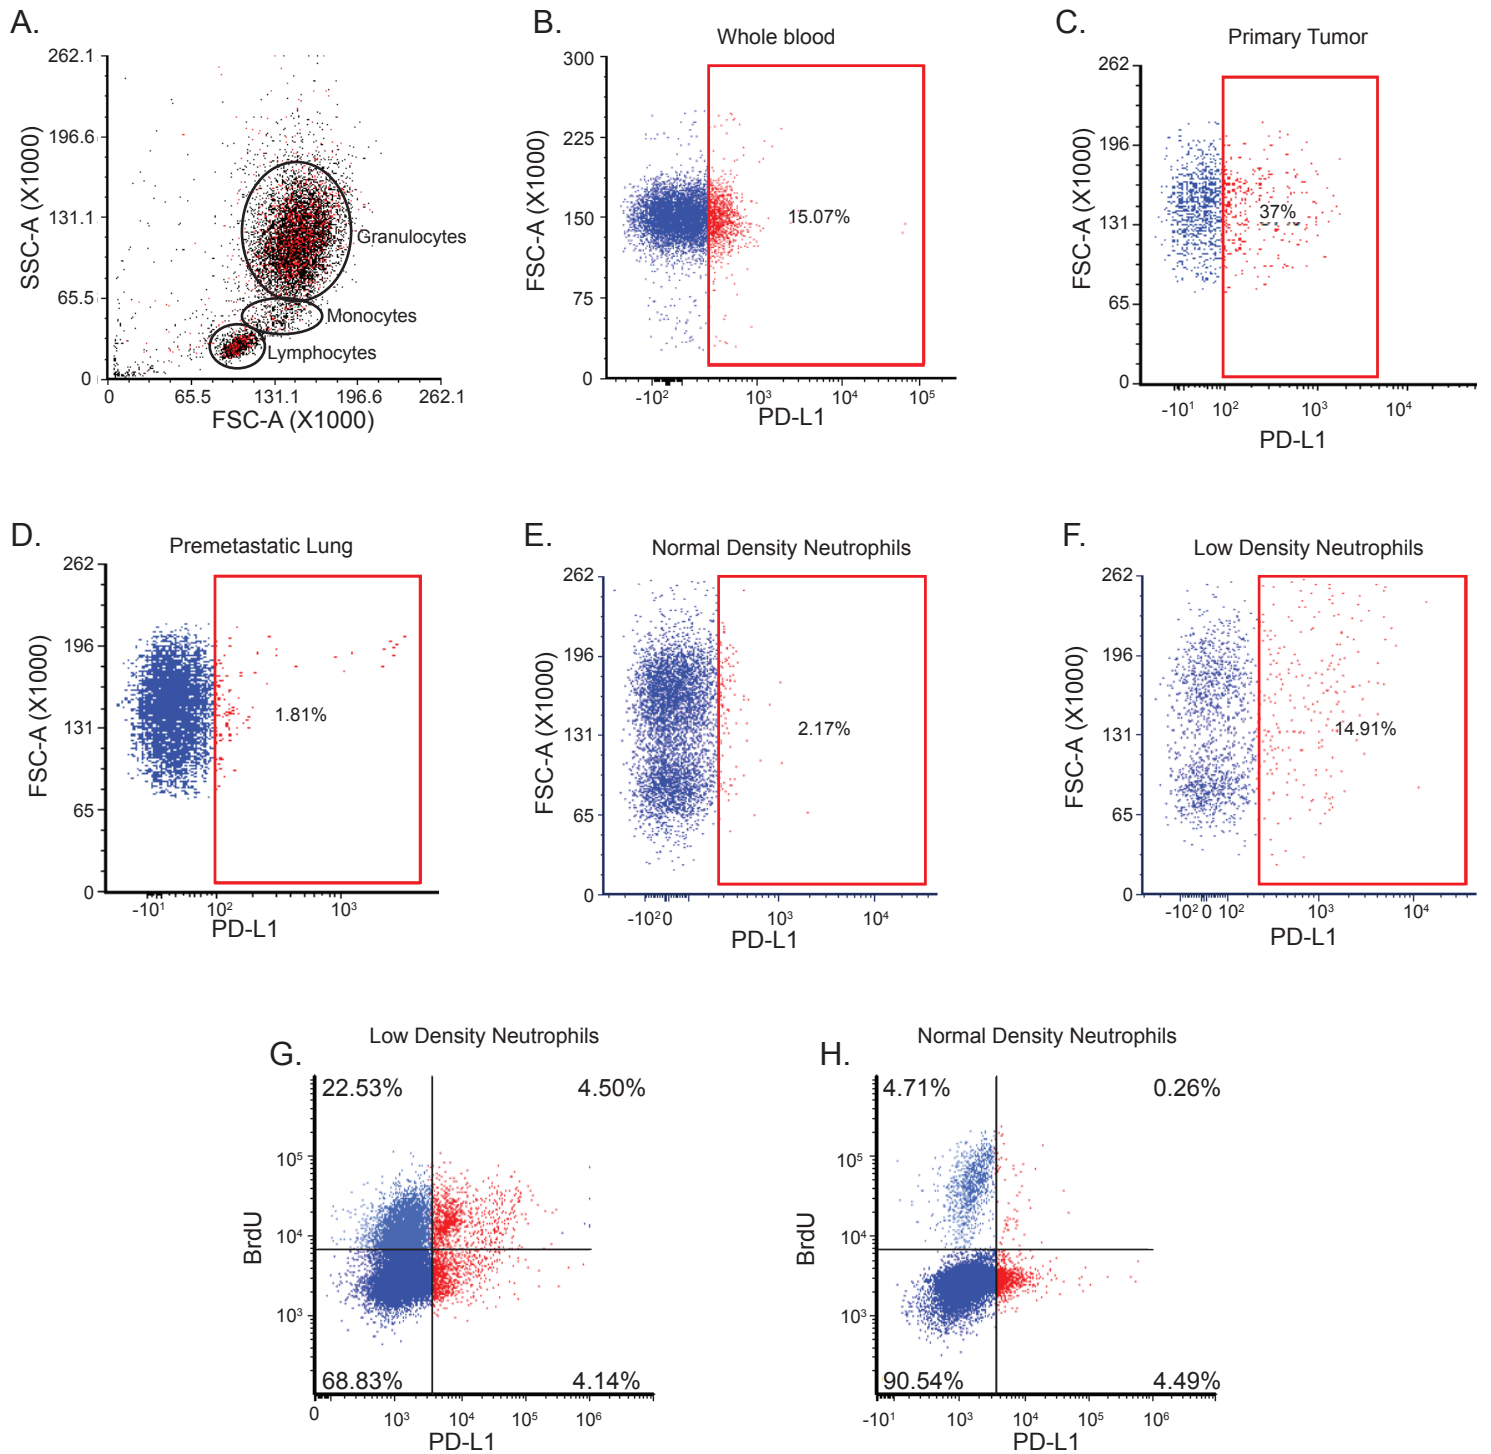 A.
262.1
196.6
131.1
65.5
0
SSC-A (X1000)
Granulocytes
Monocytes
Lymphocytes
0 65.5 131.1 196.6 262.1
FSC-A (X1000)
B.
Whole blood
300
225
150
75
0
FSC-A (X1000)
15.07%
-10² 10³ 10⁴ 10⁵
PD-L1
C.
Primary Tumor
262
196
131
65
0
FSC-A (X1000)
37%
-10¹ 10² 10³ 10⁴
PD-L1
D.
Premetastatic Lung
262
196
131
65
0
FSC-A (X1000)
1.81%
-10¹ 10² 10³
PD-L1
E.
Normal Density Neutrophils
262
196
131
65
0
FSC-A (X1000)
2.17%
-10² 0 10³ 10⁴
PD-L1
F.
Low Density Neutrophils
262
196
131
65
0
FSC-A (X1000)
14.91%
-10² 0 10² 10³ 10⁴
PD-L1
G.
Low Density Neutrophils
22.53% 4.50%
10⁵
10⁴
10³
BrdU
68.83% 4.14%
0 10³ 10⁴ 10⁵ 10⁶
PD-L1
H.
Normal Density Neutrophils
4.71% 0.26%
10⁵
10⁴
10³
BrdU
90.54% 4.49%
-10¹ 10³ 10⁴ 10⁵ 10⁶
PD-L1